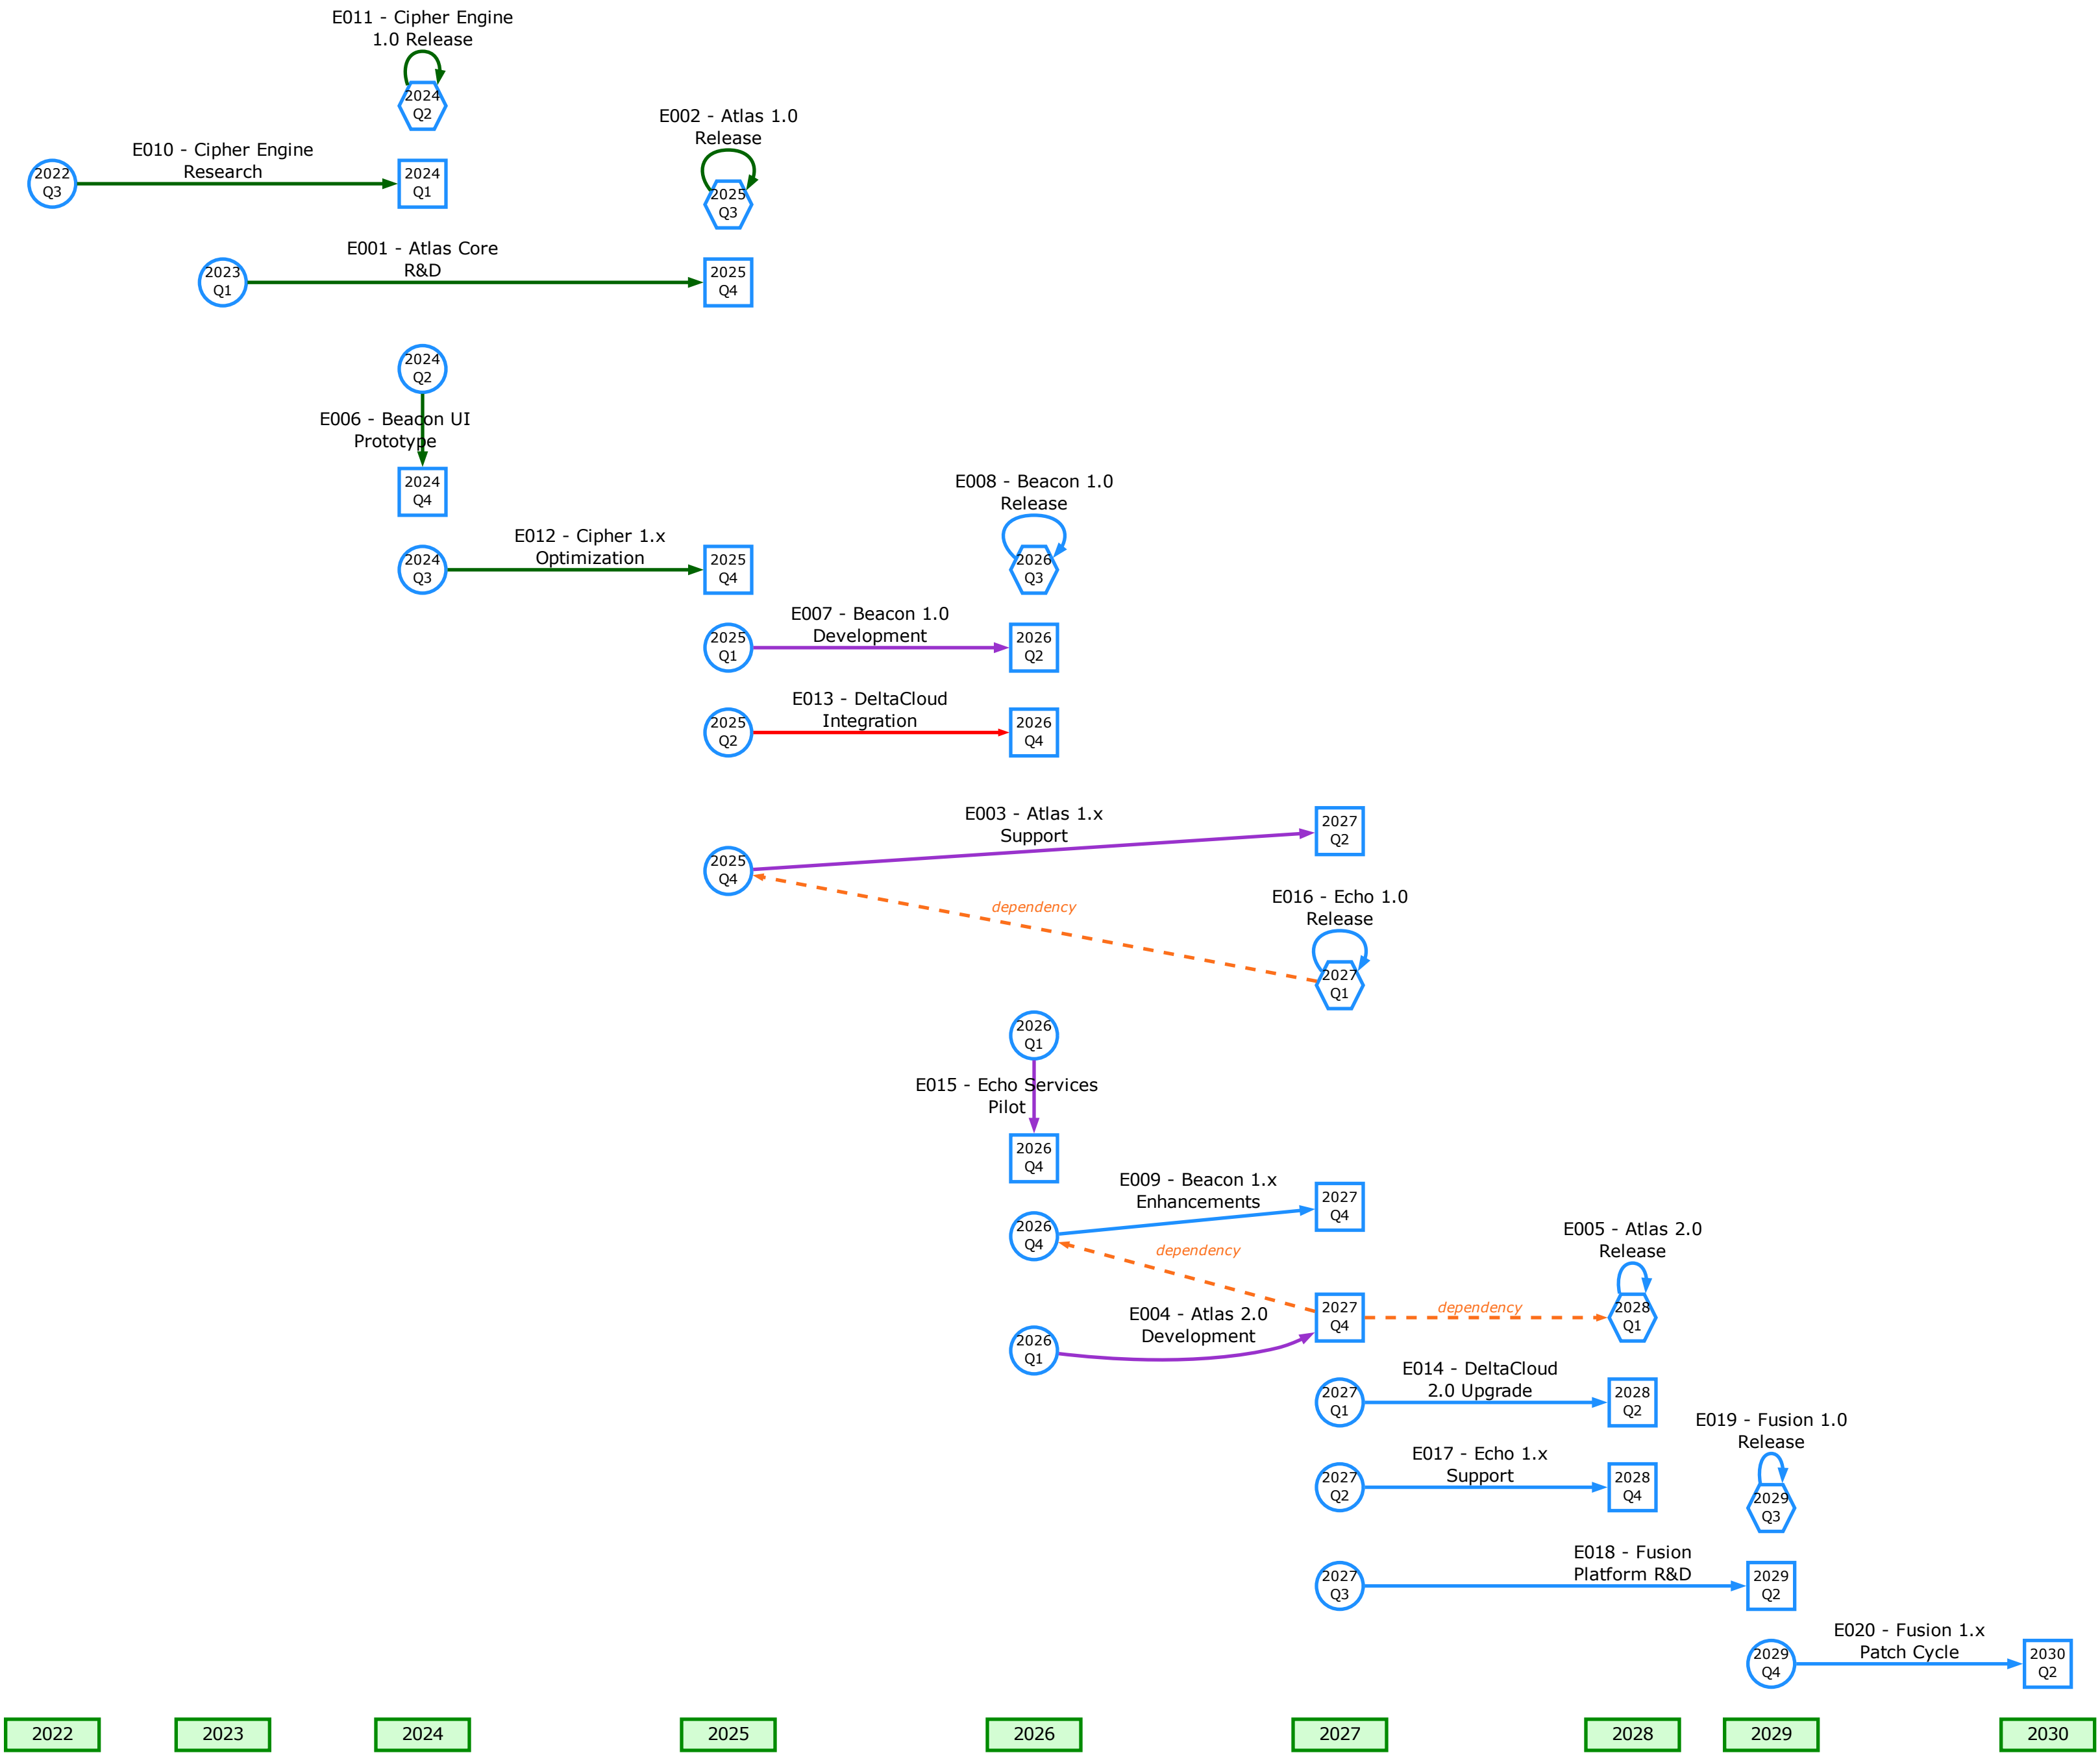 E011 - Cipher Engine
1.0 Release
2024
Q2
E002 - Atlas 1.0
Release
2025
Q3
E010 - Cipher Engine
Research
2022
Q3
2024
Q1
E001 - Atlas Core
R&D
2023
Q1
2025
Q4
2024
Q2
E006 - Beacon UI
Prototype
2024
Q4
E008 - Beacon 1.0
Release
2026
Q3
E012 - Cipher 1.x
Optimization
2024
Q3
2025
Q4
E007 - Beacon 1.0
Development
2025
Q1
2026
Q2
E013 - DeltaCloud
Integration
2025
Q2
2026
Q4
E003 - Atlas 1.x
Support
2025
Q4
2027
Q2
dependency
E016 - Echo 1.0
Release
2027
Q1
2026
Q1
E015 - Echo Services
Pilot
2026
Q4
E009 - Beacon 1.x
Enhancements
2026
Q4
2027
Q4
dependency
E005 - Atlas 2.0
Release
2028
Q1
E004 - Atlas 2.0
Development
2026
Q1
2027
Q4
dependency
E014 - DeltaCloud
2.0 Upgrade
2027
Q1
2028
Q2
E017 - Echo 1.x
Support
2027
Q2
2028
Q4
E019 - Fusion 1.0
Release
2029
Q3
E018 - Fusion
Platform R&D
2027
Q3
2029
Q2
E020 - Fusion 1.x
Patch Cycle
2029
Q4
2030
Q2
2022
2023
2024
2025
2026
2027
2028
2029
2030